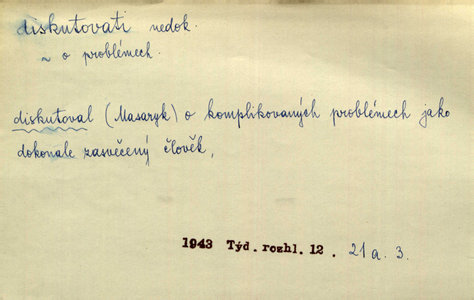 diskutovati nedok.
~ o problémech.
diskutoval (Masaryk) o komplikovaných problémech jako
dokonale zasvěcený člověk,
1943 Týd. rozhl. 12. 21a. 3.